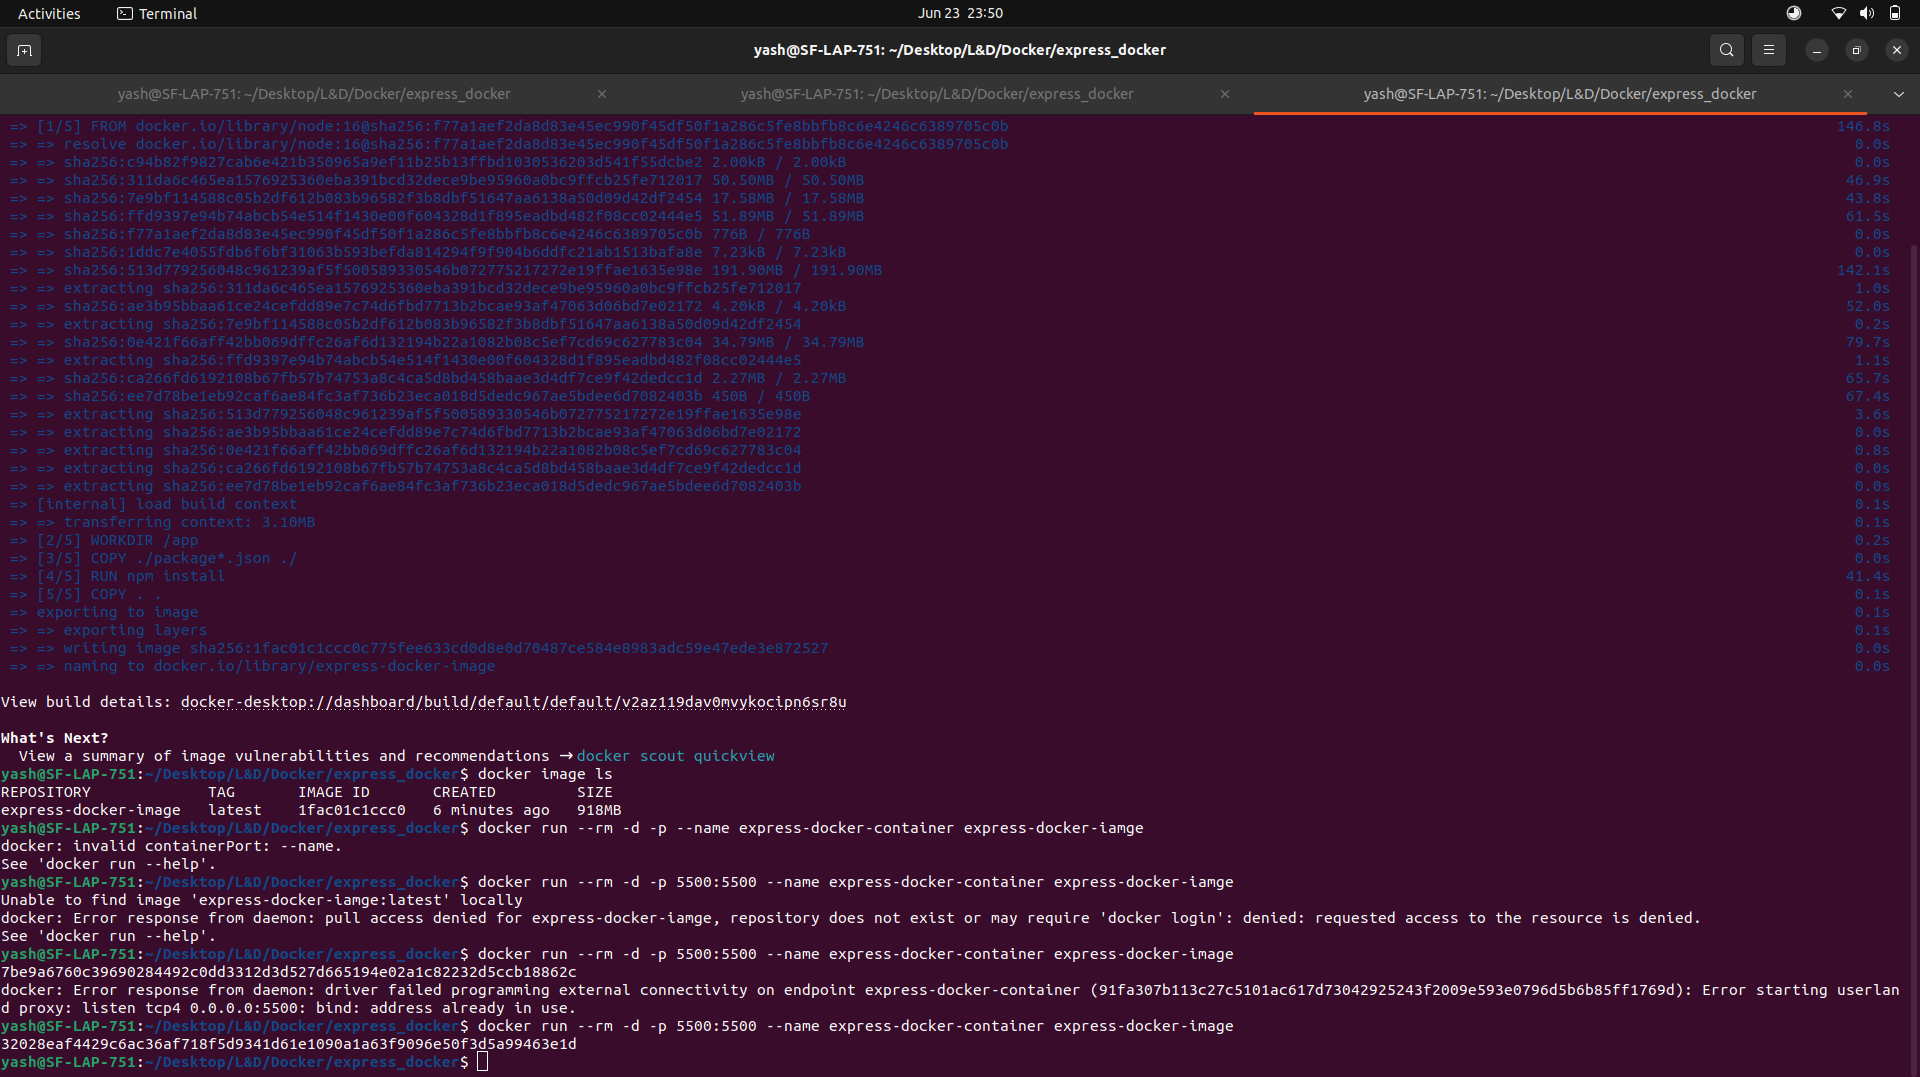 Activities
Terminal
Jun 23 23:50
yash@SF-LAP-751: ~/Desktop/L&D/Docker/express_docker
yash@SF-LAP-751: ~/Desktop/L&D/Docker/express_docker
yash@SF-LAP-751: ~/Desktop/L&D/Docker/express_docker
yash@SF-LAP-751: ~/Desktop/L&D/Docker/express_docker
=> [1/5] FROM docker.io/library/node:16@sha256:f77a1aef2da8d83e45ec990f45df50f1a286c5fe8bbfb8c6e4246c6389705c0b 146.8s
=> => resolve docker.io/library/node:16@sha256:f77a1aef2da8d83e45ec990f45df50f1a286c5fe8bbfb8c6e4246c6389705c0b 0.0s
=> => sha256:c94b82f9827cab6e421b350965a9ef11b25b13ffbd1030536203d541f55dcbe2 2.00kB / 2.00kB 0.0s
=> => sha256:311da6c465ea1576925360eba391bcd32dece9be95960a0bc9ffcb25fe712017 50.50MB / 50.50MB 46.9s
=> => sha256:7e9bf114588c05b2df612b083b96582f3b8dbf51647aa6138a50d09d42df2454 17.58MB / 17.58MB 43.8s
=> => sha256:ffd9397e94b74abcb54e514f1430e00f604328d1f895eadbd482f08cc02444e5 51.89MB / 51.89MB 61.5s
=> => sha256:f77a1aef2da8d83e45ec990f45df50f1a286c5fe8bbfb8c6e4246c6389705c0b 776B / 776B 0.0s
=> => sha256:1ddc7e4055fdb6f6bf31063b593befda814294f9f904b6ddfc21ab1513bafa8e 7.23kB / 7.23kB 0.0s
=> => sha256:513d779256048c961239af5f500589330546b072775217272e19ffae1635e98e 191.90MB / 191.90MB 142.1s
=> => extracting sha256:311da6c465ea1576925360eba391bcd32dece9be95960a0bc9ffcb25fe712017 1.0s
=> => sha256:ae3b95bbaa61ce24cefdd89e7c74d6fbd7713b2bcae93af47063d06bd7e02172 4.20kB / 4.20kB 52.0s
=> => extracting sha256:7e9bf114588c05b2df612b083b96582f3b8dbf51647aa6138a50d09d42df2454 0.2s
=> => sha256:0e421f66aff42bb069dffc26af6d132194b22a1082b08c5ef7cd69c627783c04 34.79MB / 34.79MB 79.7s
=> => extracting sha256:ffd9397e94b74abcb54e514f1430e00f604328d1f895eadbd482f08cc02444e5 1.1s
=> => sha256:ca266fd6192108b67fb57b74753a8c4ca5d8bd458baae3d4df7ce9f42dedcc1d 2.27MB / 2.27MB 65.7s
=> => sha256:ee7d78be1eb92caf6ae84fc3af736b23eca018d5dedc967ae5bdee6d7082403b 450B / 450B 67.4s
=> => extracting sha256:513d779256048c961239af5f500589330546b072775217272e19ffae1635e98e 3.6s
=> => extracting sha256:ae3b95bbaa61ce24cefdd89e7c74d6fbd7713b2bcae93af47063d06bd7e02172 0.0s
=> => extracting sha256:0e421f66aff42bb069dffc26af6d132194b22a1082b08c5ef7cd69c627783c04 0.8s
=> => extracting sha256:ca266fd6192108b67fb57b74753a8c4ca5d8bd458baae3d4df7ce9f42dedcc1d 0.0s
=> => extracting sha256:ee7d78be1eb92caf6ae84fc3af736b23eca018d5dedc967ae5bdee6d7082403b 0.0s
=> [internal] load build context 0.1s
=> => transferring context: 3.10MB 0.1s
=> [2/5] WORKDIR /app 0.2s
=> [3/5] COPY ./package*.json ./ 0.0s
=> [4/5] RUN npm install 41.4s
=> [5/5] COPY . . 0.1s
=> exporting to image 0.1s
=> => exporting layers 0.1s
=> => writing image sha256:1fac01c1ccc0c775fee633cd0d8e0d70487ce584e8983adc59e47ede3e872527 0.0s
=> => naming to docker.io/library/express-docker-image 0.0s
View build details: docker-desktop://dashboard/build/default/default/v2az119dav0mvykocipn6sr8u
What's Next?
View a summary of image vulnerabilities and recommendations → docker scout quickview
yash@SF-LAP-751:~/Desktop/L&D/Docker/express_docker$ docker image ls
REPOSITORY TAG IMAGE ID CREATED SIZE
express-docker-image latest 1fac01c1ccc0 6 minutes ago 918MB
yash@SF-LAP-751:~/Desktop/L&D/Docker/express_docker$ docker run --rm -d -p --name express-docker-container express-docker-iamge
docker: invalid containerPort: --name.
See 'docker run --help'.
yash@SF-LAP-751:~/Desktop/L&D/Docker/express_docker$ docker run --rm -d -p 5500:5500 --name express-docker-container express-docker-iamge
Unable to find image 'express-docker-iamge:latest' locally
docker: Error response from daemon: pull access denied for express-docker-iamge, repository does not exist or may require 'docker login': denied: requested access to the resource is denied.
See 'docker run --help'.
yash@SF-LAP-751:~/Desktop/L&D/Docker/express_docker$ docker run --rm -d -p 5500:5500 --name express-docker-container express-docker-image
7be9a6760c39690284492c0dd3312d3d527d665194e02a1c82232d5ccb18862c
docker: Error response from daemon: driver failed programming external connectivity on endpoint express-docker-container (91fa307b113c27c5101ac617d73042925243f2009e593e0796d5b6b85ff1769d): Error starting userlan
d proxy: listen tcp4 0.0.0.0:5500: bind: address already in use.
yash@SF-LAP-751:~/Desktop/L&D/Docker/express_docker$ docker run --rm -d -p 5500:5500 --name express-docker-container express-docker-image
32028eaf4429c6ac36af718f5d9341d61e1090a1a63f9096e50f3d5a99463e1d
yash@SF-LAP-751:~/Desktop/L&D/Docker/express_docker$